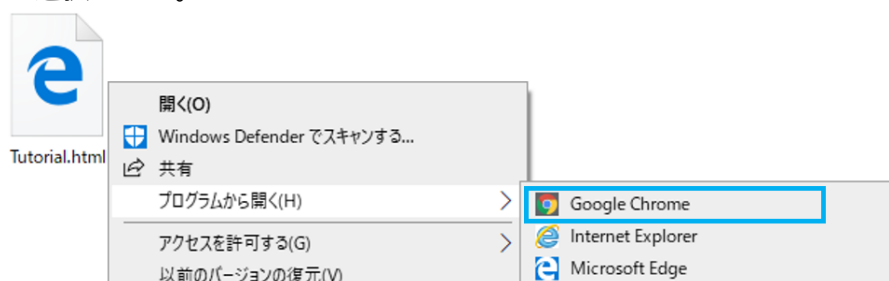 Tutorial.html
開く(O)
Windows Defender でスキャンする...
共有
プログラムから開く(H)
アクセスを許可する(G)
以前のバージョンの復元(V)
Google Chrome
Internet Explorer
Microsoft Edge